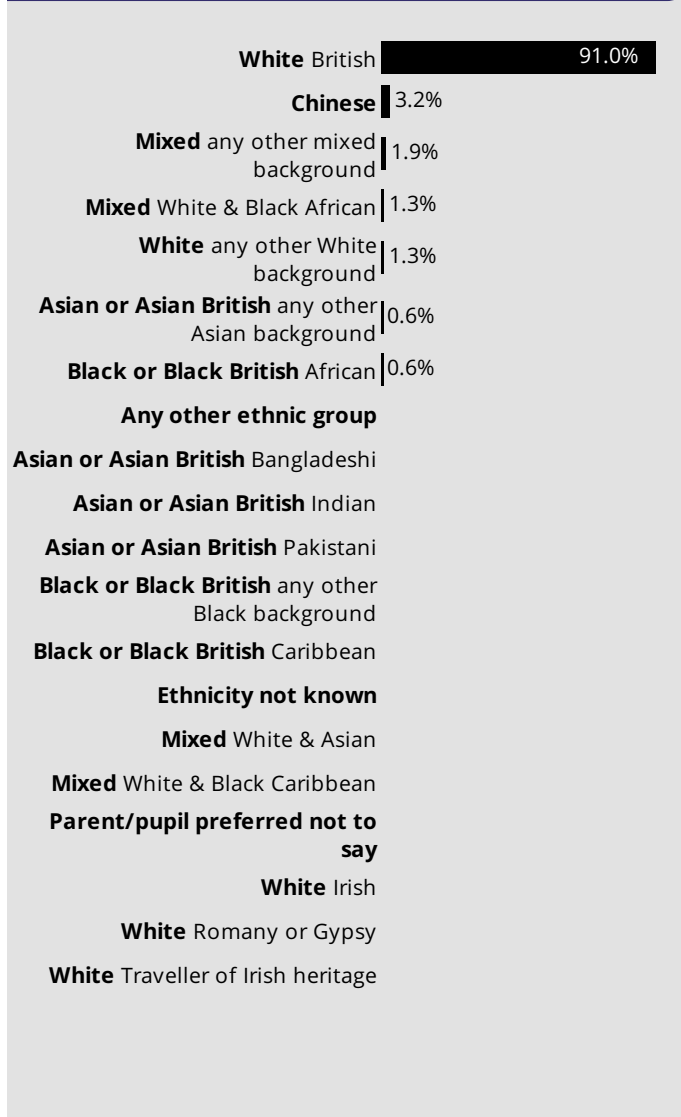 White British 91.0%
Chinese 3.2%
Mixed any other mixed
background 1.9%
Mixed White & Black African 1.3%
White any other White
background 1.3%
Asian or Asian British any other
Asian background 0.6%
Black or Black British African 0.6%
Any other ethnic group
Asian or Asian British Bangladeshi
Asian or Asian British Indian
Asian or Asian British Pakistani
Black or Black British any other
Black background
Black or Black British Caribbean
Ethnicity not known
Mixed White & Asian
Mixed White & Black Caribbean
Parent/pupil preferred not to
say
White Irish
White Romany or Gypsy
White Traveller of Irish heritage